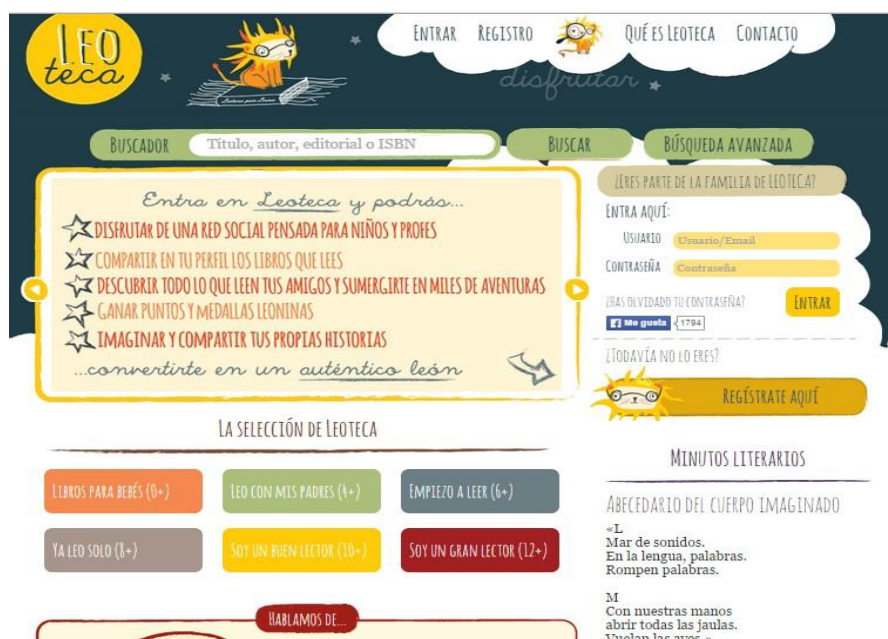 LEO
teca
ENTRAR
REGISTRO
QUÉ ES LEOTECA
CONTACTO
disfrutar
BUSCADOR
Título, autor, editorial o ISBN
BUSCAR
BÚSQUEDA AVANZADA
Entra en Leoteca y podrás...
DISFRUTAR DE UNA RED SOCIAL PENSADA PARA NIÑOS Y PROFES
COMPARTIR EN TU PERFIL LOS LIBROS QUE LEES
DESCUBRIR TODO LO QUE LEEN TUS AMIGOS Y SUMERGIRTE EN MILES DE AVENTURAS
GANAR PUNTOS Y MEDALLAS LEONINAS
IMAGINAR Y COMPARTIR TUS PROPIAS HISTORIAS
...convertirte en un auténtico león
¿ERES PARTE DE LA FAMILIA DE LEOTECA?
ENTRA AQUÍ:
USUARIO
Usuario/Email
CONTRASEÑA
Contraseña
¿HAS OLVIDADO TU CONTRASEÑA?
ENTRAR
Me gusta
1794
¿TODAVÍA NO LO ERES?
REGÍSTRATE AQUÍ
LA SELECCIÓN DE LEOTECA
LIBROS PARA BEBÉS (0+)
LEO CON MIS PADRES (4+)
EMPIEZO A LEER (6+)
YA LEO SOLO (8+)
SOY UN BUEN LECTOR (10+)
SOY UN GRAN LECTOR (12+)
HABLAMOS DE...
MINUTOS LITERARIOS
ABECEDARIO DEL CUERPO IMAGINADO
«L
Mar de sonidos.
En la lengua, palabras.
Rompen palabras.
M
Con nuestras manos
abrir todas las jaulas.
Vuelan las aves.»